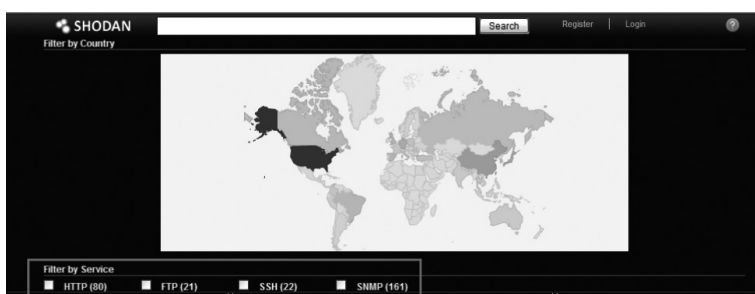 SHODAN Search Register Login ?
Filter by Country
Filter by Service
HTTP (80) FTP (21) SSH (22) SNMP (161)